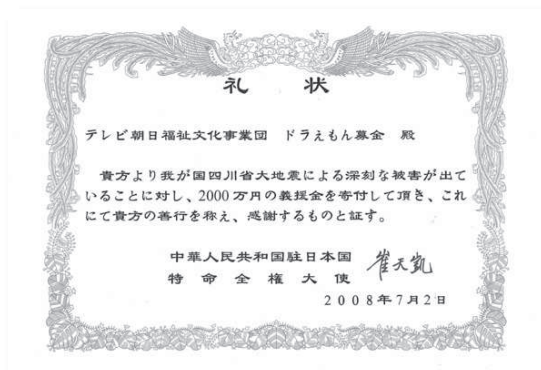 礼状
テレビ朝日福祉文化事業団 ドラえもん募金 殿
貴方より我が国四川省大地震による深刻な被害が出て
いることに対し、2000万円の義援金を寄付して頂き、これ
にて貴方の善行を称え、感謝するものと証す。
中華人民共和国駐日本国
特命全権大使 崔天凯
2008年7月2日